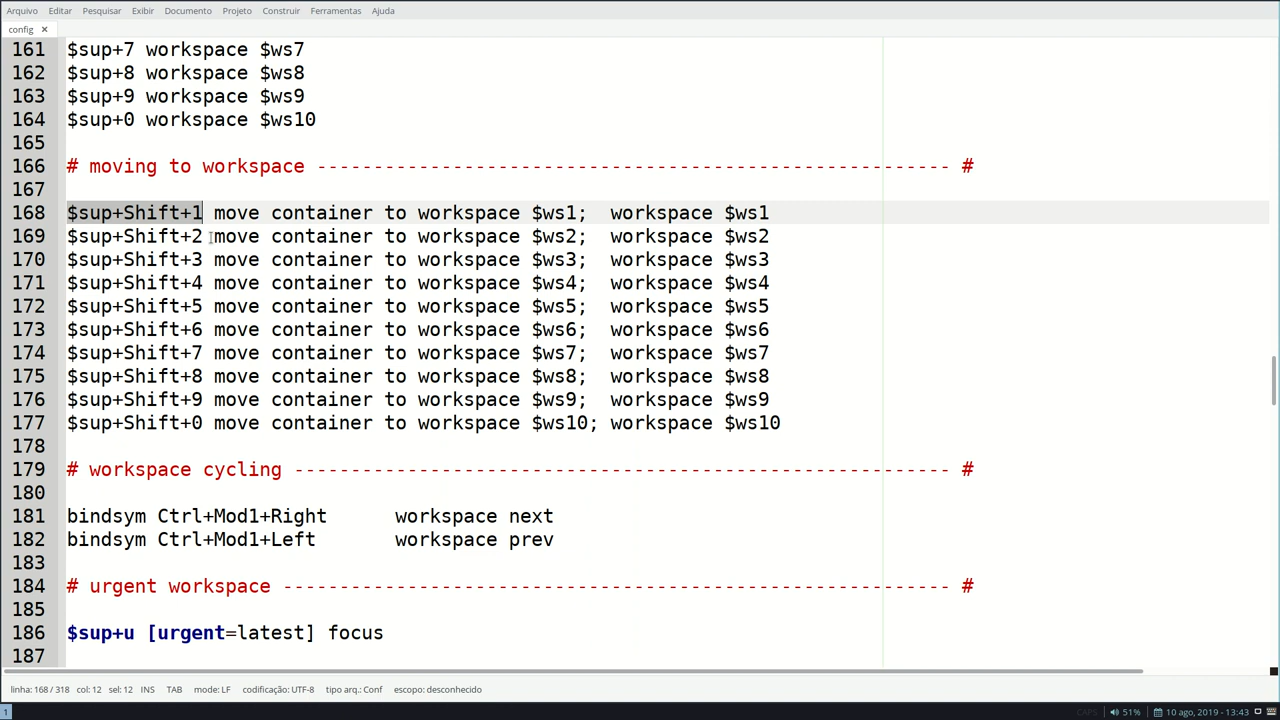 Arquivo Editar Pesquisar Exibir Documento Projeto Construir Ferramentas Ajuda
config ×
161 $sup+7 workspace $ws7
162 $sup+8 workspace $ws8
163 $sup+9 workspace $ws9
164 $sup+0 workspace $ws10
165
166 # moving to workspace -------------------------------------------------------- #
167
168 $sup+Shift+1 move container to workspace $ws1;  workspace $ws1
169 $sup+Shift+2 move container to workspace $ws2;  workspace $ws2
170 $sup+Shift+3 move container to workspace $ws3;  workspace $ws3
171 $sup+Shift+4 move container to workspace $ws4;  workspace $ws4
172 $sup+Shift+5 move container to workspace $ws5;  workspace $ws5
173 $sup+Shift+6 move container to workspace $ws6;  workspace $ws6
174 $sup+Shift+7 move container to workspace $ws7;  workspace $ws7
175 $sup+Shift+8 move container to workspace $ws8;  workspace $ws8
176 $sup+Shift+9 move container to workspace $ws9;  workspace $ws9
177 $sup+Shift+0 move container to workspace $ws10; workspace $ws10
178
179 # workspace cycling ---------------------------------------------------------- #
180
181 bindsym Ctrl+Mod1+Right      workspace next
182 bindsym Ctrl+Mod1+Left       workspace prev
183
184 # urgent workspace ----------------------------------------------------------- #
185
186 $sup+u [urgent=latest] focus
187
linha: 168 / 318 col: 12 sel: 12 INS TAB mode: LF codificação: UTF-8 tipo arq.: Conf escopo: desconhecido
1 CAPS 51% 10 ago, 2019 - 13:43